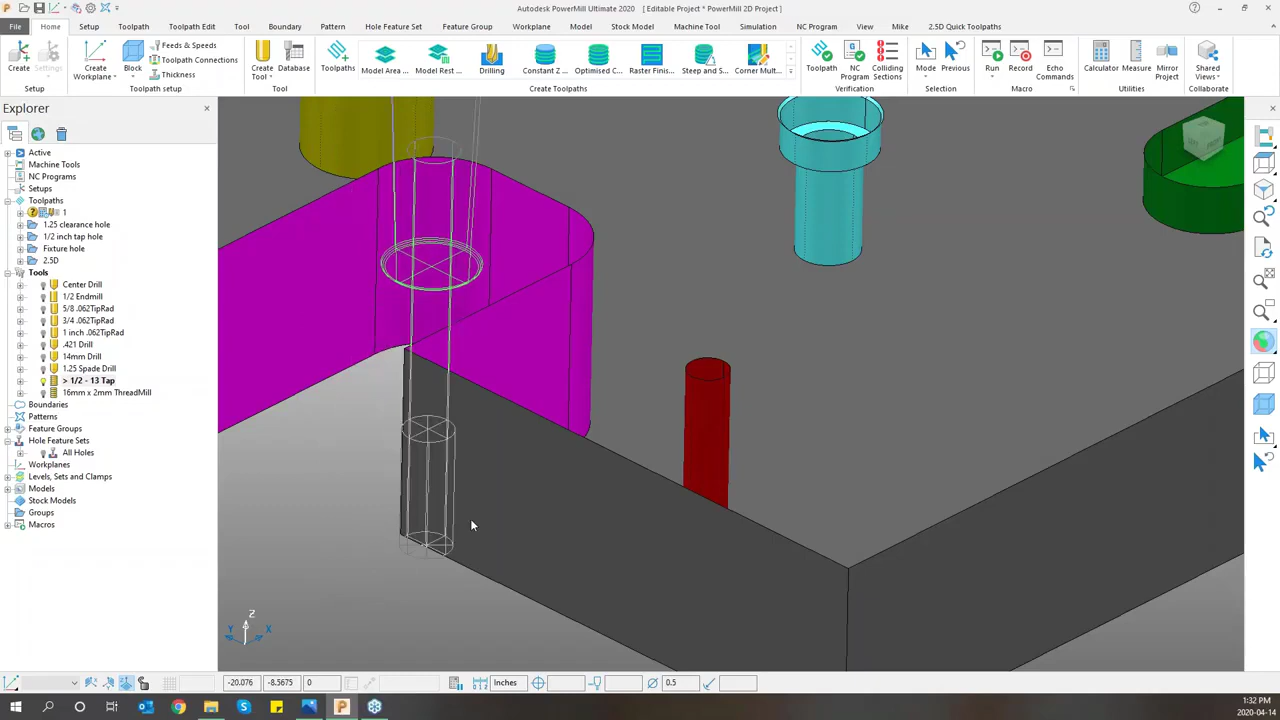 Autodesk PowerMill Ultimate 2020 - [ Editable Project * PowerMill 2D Project ]
File Home Setup Toolpath Toolpath Edit Tool Boundary Pattern Hole Feature Set Feature Group Workplane Model Stock Model Machine Tool Simulation NC Program View Mike 2.5D Quick Toolpaths
Create Settings... Create Workplane Block Feeds & Speeds Toolpath Connections Thickness Create Tool Database Toolpaths Model Area ... Model Rest ... Drilling Constant Z ... Optimised C... Raster Finis... Steep and S... Corner Mult... Toolpath NC Program Colliding Sections Mode Previous Run Record Echo Commands Calculator Measure Mirror Project Shared Views
Setup Toolpath setup Tool Create Toolpaths Verification Selection Macro Utilities Collaborate
Explorer
Active
Machine Tools
NC Programs
Setups
Toolpaths
1
1.25 clearance hole
1/2 inch tap hole
Fixture hole
2.5D
Tools
Center Drill
1/2 Endmill
5/8 .062TipRad
3/4 .062TipRad
1 inch .062TipRad
.421 Drill
14mm Drill
1.25 Spade Drill
> 1/2 - 13 Tap
16mm x 2mm ThreadMill
Boundaries
Patterns
Feature Groups
Hole Feature Sets
All Holes
Workplanes
Levels, Sets and Clamps
Models
Stock Models
Groups
Macros
Z
Y X
-20.076 -8.5675 0 Inches 0.5
1:32 PM
2020-04-14